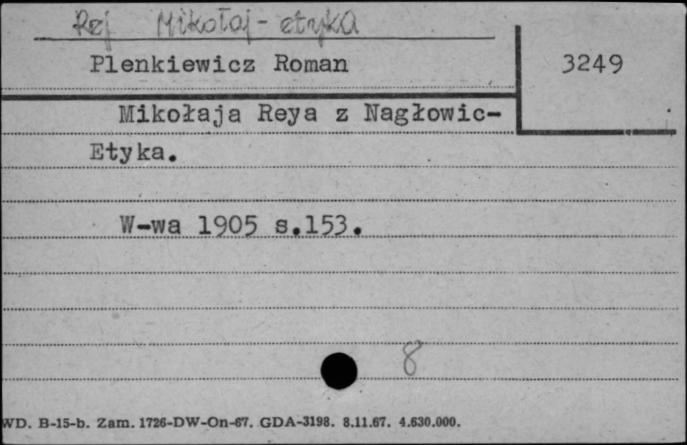 Rej Mikołaj - etyka
Plenkiewicz Roman
3249
Mikołaja Reya z Nagłowic-
Etyka.
W-wa 1905 s.153.
8
WD. B-15-b. Zam. 1726-DW-On-67. GDA-3198. 8.11.67. 4.630.000.